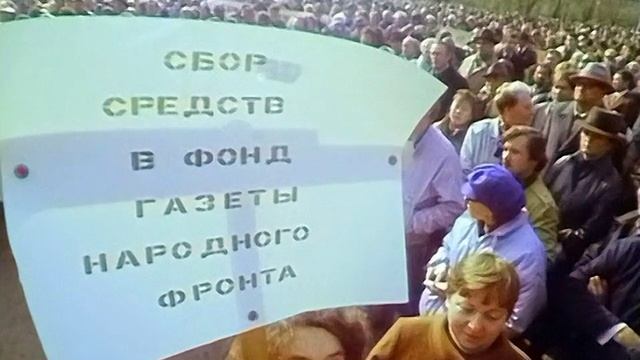 СБОР
СРЕДСТВ
В ФОНД
ГАЗЕТЫ
НАРОДНОГО
ФРОНТА